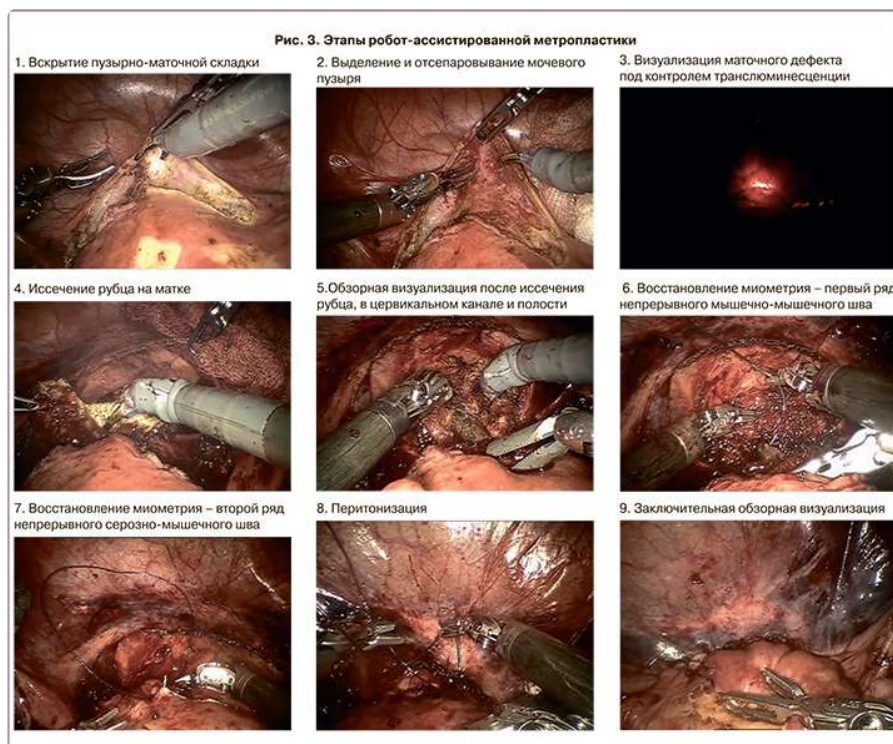 Рис. 3. Этапы робот-ассистированной метропластики
1. Вскрытие пузырно-маточной складки
2. Выделение и отсепаровывание мочевого
пузыря
3. Визуализация маточного дефекта
под контролем транслюминесценции
4. Иссечение рубца на матке
5.Обзорная визуализация после иссечения
рубца, в цервикальном канале и полости
6. Восстановление миометрия – первый ряд
непрерывного мышечно-мышечного шва
7. Восстановление миометрия – второй ряд
непрерывного серозно-мышечного шва
8. Перитонизация
9. Заключительная обзорная визуализация